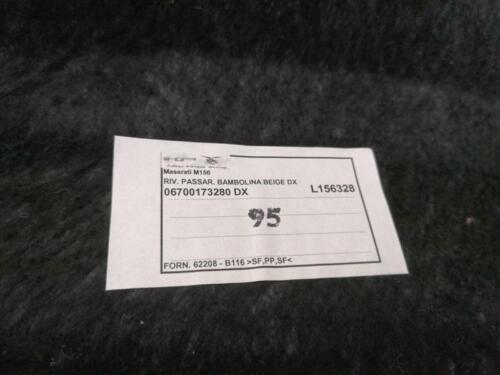 Maserati M156
RIV. PASSAR. BAMBOLINA BEIGE DX
06700173280 DX L156328
95
FORN. 62208 - B116 >SF,PP,SF<